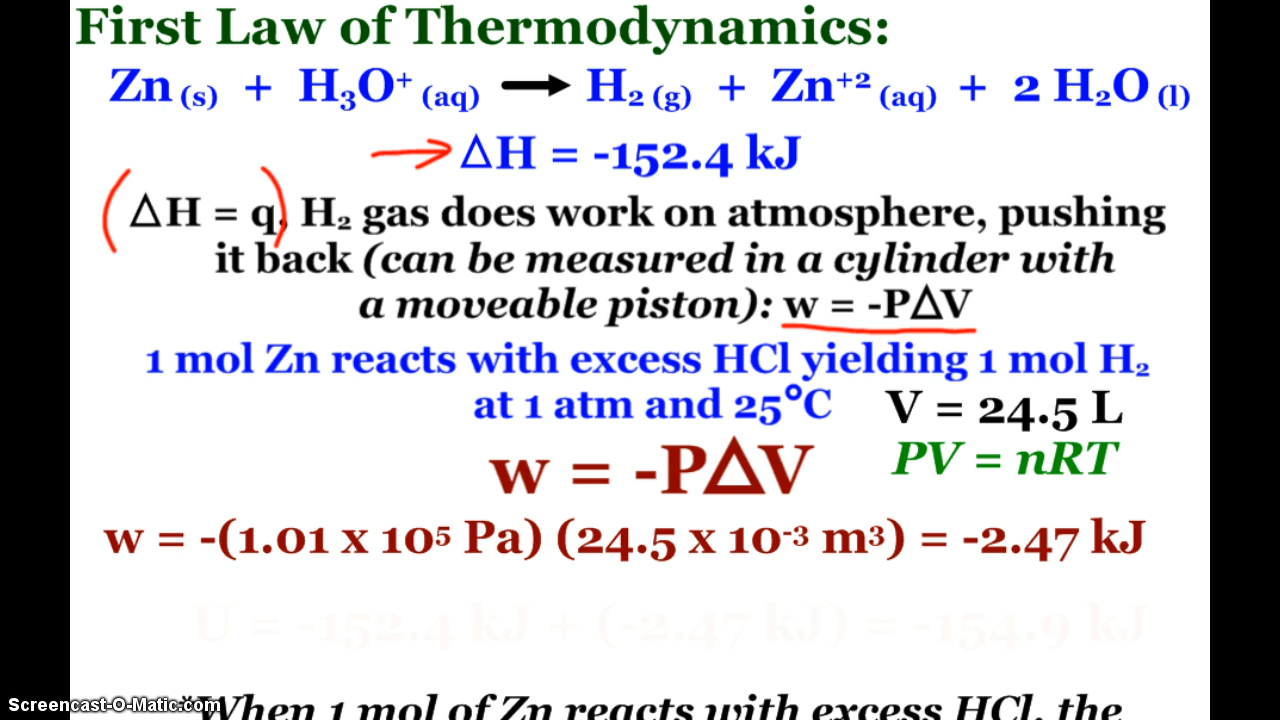 First Law of Thermodynamics:
Zn (s) + H₃O⁺ (aq) → H₂ (g) + Zn⁺² (aq) + 2 H₂O (l)
→ △H = -152.4 kJ
(△H = q), H₂ gas does work on atmosphere, pushing
it back (can be measured in a cylinder with
a moveable piston): w = -P△V
1 mol Zn reacts with excess HCl yielding 1 mol H₂
at 1 atm and 25°C
V = 24.5 L
PV = nRT
w = -P△V
w = -(1.01 x 10⁵ Pa) (24.5 x 10⁻³ m³) = -2.47 kJ
U = -152.4 kJ + (-2.47 kJ) = -154.9 kJ
*When 1 mol of Zn reacts with excess HCl, the
Screencast-O-Matic.com